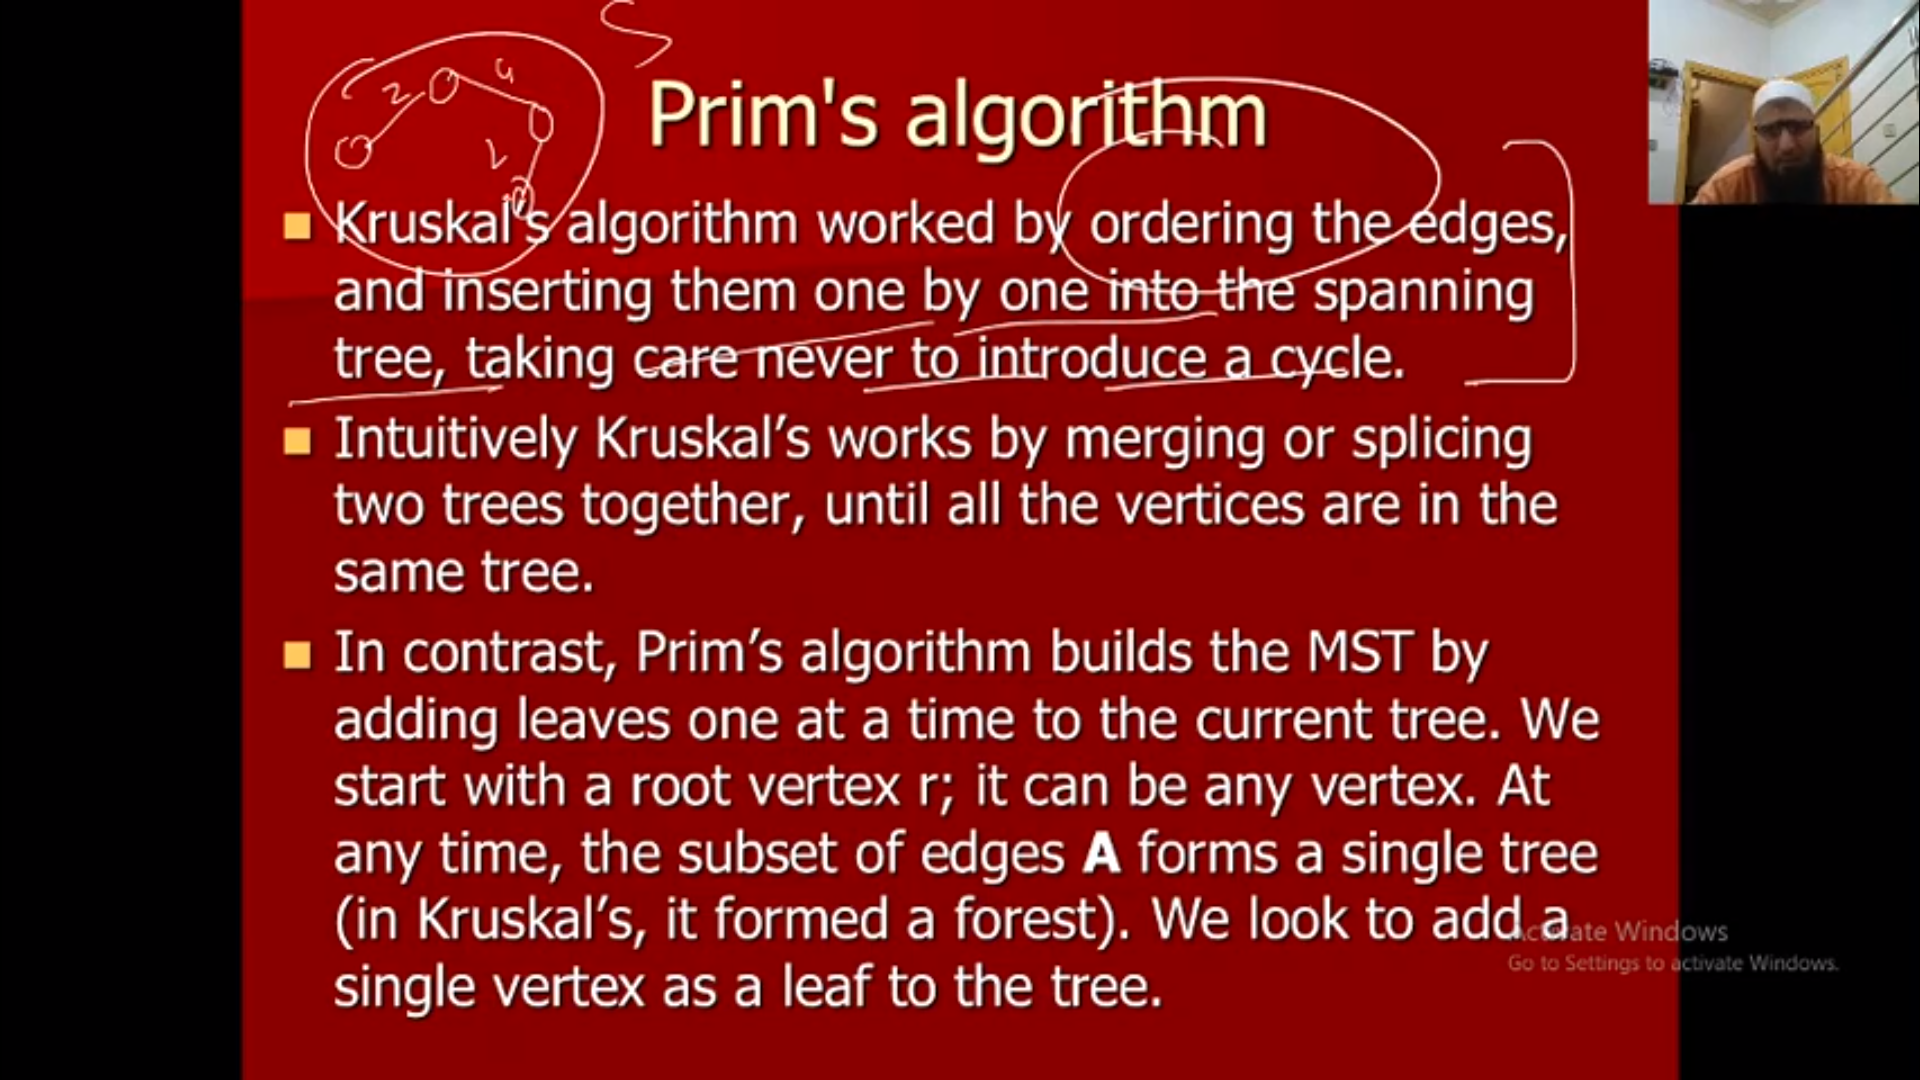 S
2 4
2
Prim's algorithm
Kruskal's algorithm worked by ordering the edges,
and inserting them one by one into the spanning
tree, taking care never to introduce a cycle.
Intuitively Kruskal’s works by merging or splicing
two trees together, until all the vertices are in the
same tree.
In contrast, Prim’s algorithm builds the MST by
adding leaves one at a time to the current tree. We
start with a root vertex r; it can be any vertex. At
any time, the subset of edges A forms a single tree
(in Kruskal’s, it formed a forest). We look to add a
single vertex as a leaf to the tree.
Activate Windows
Go to Settings to activate Windows.